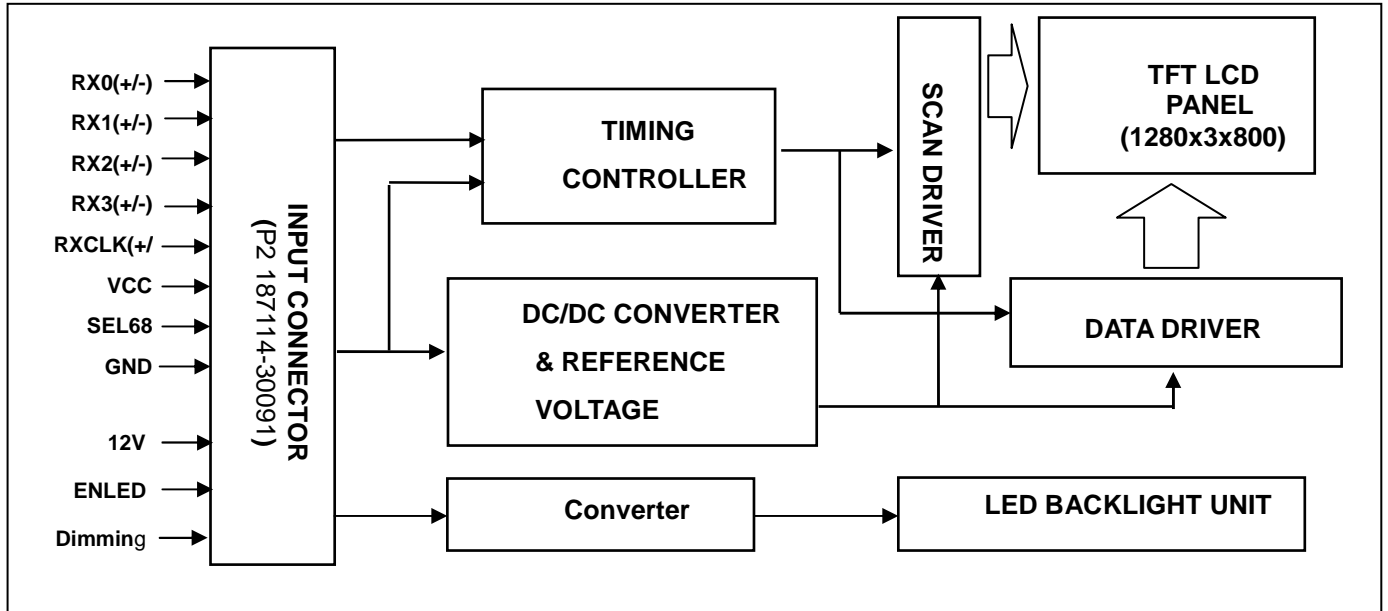 RX0(+/-)
RX1(+/-)
RX2(+/-)
RX3(+/-)
RXCLK(+/
VCC
SEL68
GND
12V
ENLED
Dimming
INPUT CONNECTOR
(P2 187114-30091)
TIMING
CONTROLLER
DC/DC CONVERTER
& REFERENCE
VOLTAGE
Converter
SCAN DRIVER
TFT LCD
PANEL
(1280x3x800)
DATA DRIVER
LED BACKLIGHT UNIT